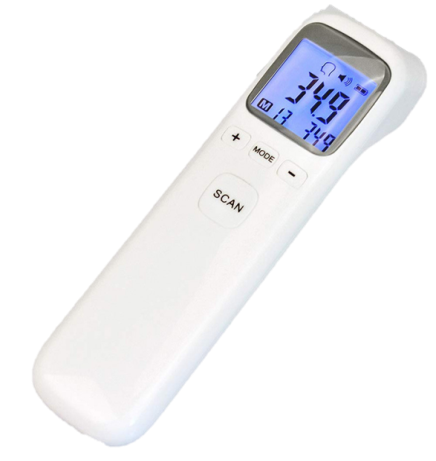 34.9
M 13 34.9
+
MODE
-
SCAN